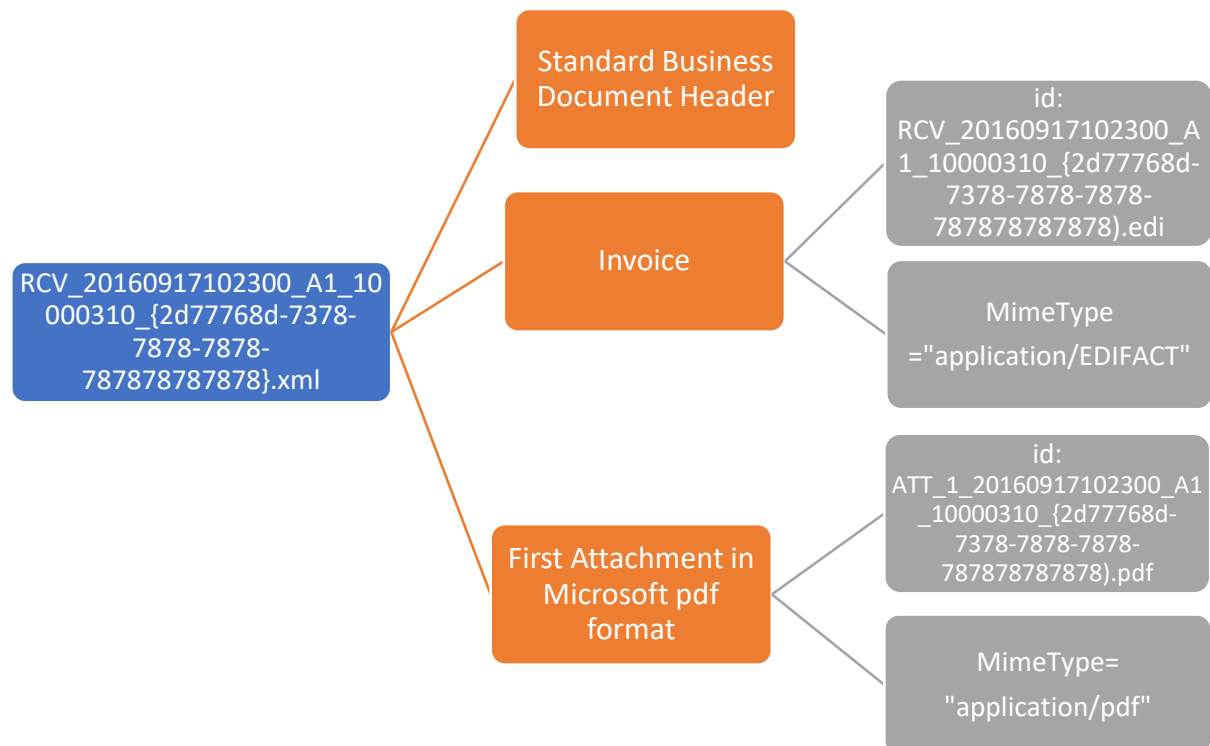 Standard Business
Document Header
id:
RCV_20160917102300_A
1_10000310_{2d77768d-
7378-7878-7878-
787878787878).edi
Invoice
RCV_20160917102300_A1_10
000310_{2d77768d-7378-
7878-7878-
787878787878}.xml
MimeType
="application/EDIFACT"
id:
ATT_1_20160917102300_A1
_10000310_{2d77768d-
7378-7878-7878-
787878787878).pdf
First Attachment in
Microsoft pdf
format
MimeType=
"application/pdf"